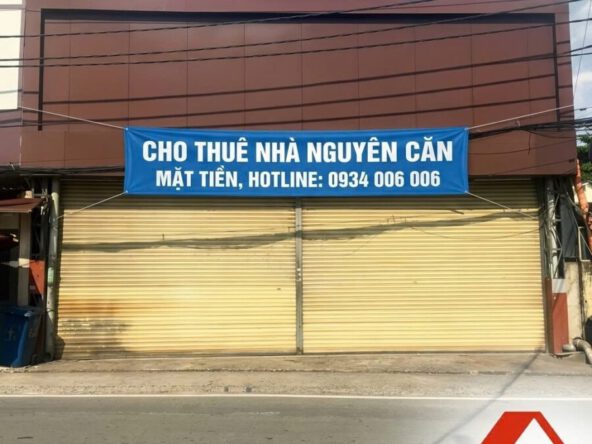 CHO THUÊ NHÀ NGUYÊN CĂN
MẶT TIỀN, HOTLINE: 0934 006 006